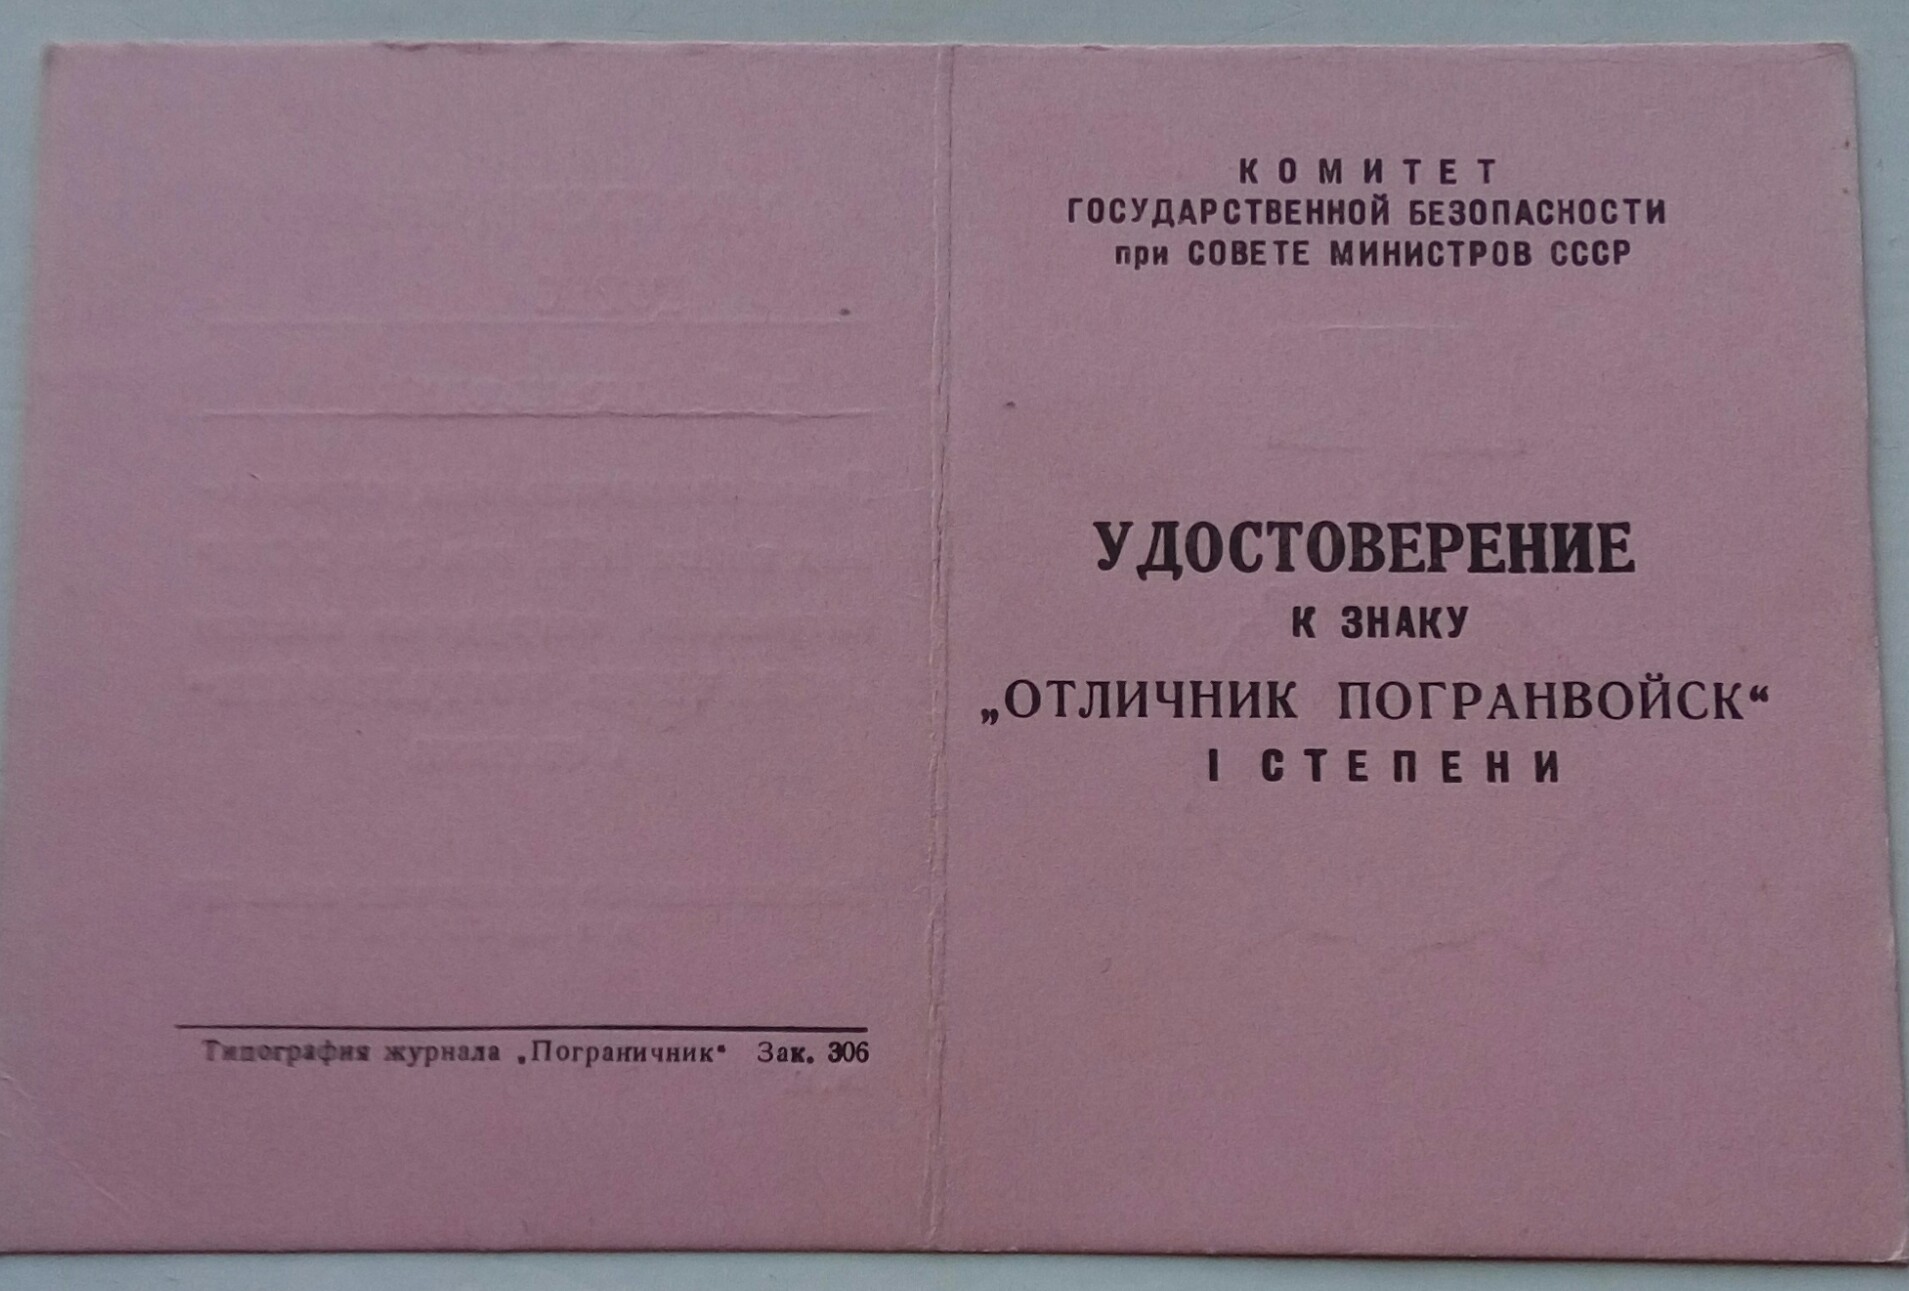 КОМИТЕТ
ГОСУДАРСТВЕННОЙ БЕЗОПАСНОСТИ
при СОВЕТЕ МИНИСТРОВ СССР
УДОСТОВЕРЕНИЕ
К ЗНАКУ
„ОТЛИЧНИК ПОГРАНВОЙСК“
I СТЕПЕНИ
Типография журнала „Пограничник“ Зак. 306